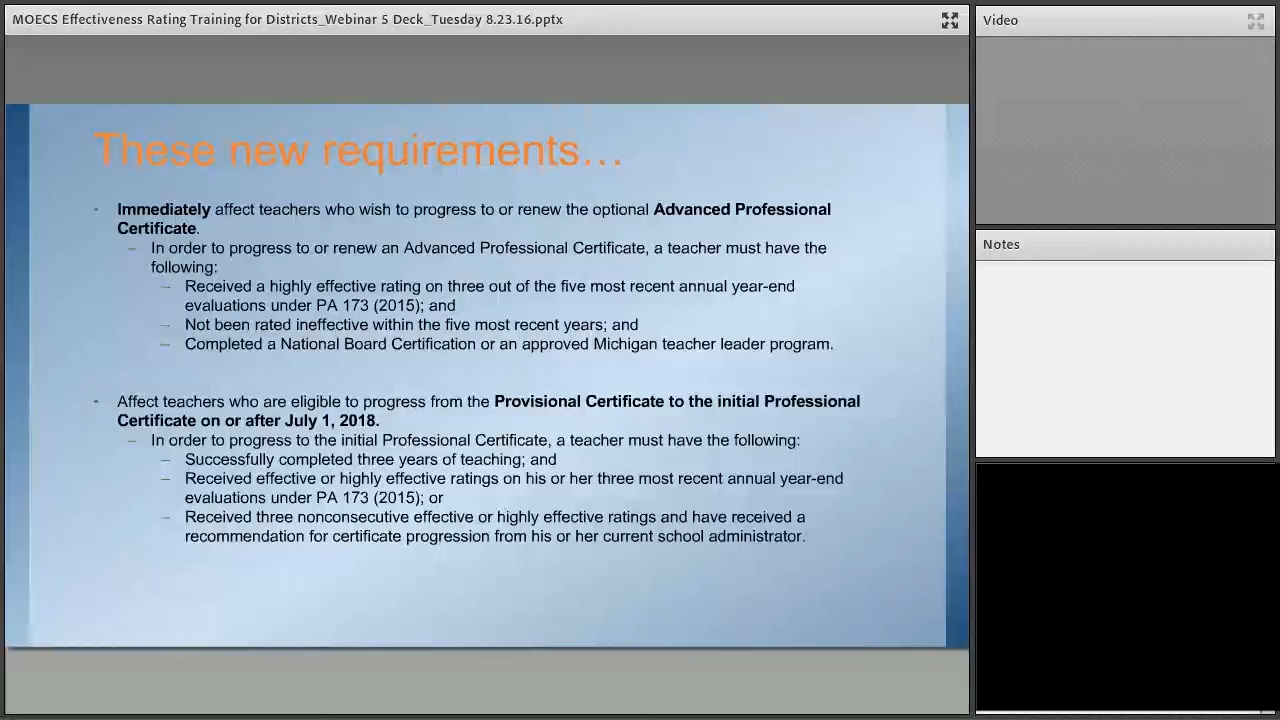 MOECS Effectiveness Rating Training for Districts_Webinar 5 Deck_Tuesday 8.23.16.pptx
Video
Notes
These new requirements…
- Immediately affect teachers who wish to progress to or renew the optional Advanced Professional
Certificate.
– In order to progress to or renew an Advanced Professional Certificate, a teacher must have the
following:
– Received a highly effective rating on three out of the five most recent annual year-end
evaluations under PA 173 (2015); and
– Not been rated ineffective within the five most recent years; and
– Completed a National Board Certification or an approved Michigan teacher leader program.
- Affect teachers who are eligible to progress from the Provisional Certificate to the initial Professional
Certificate on or after July 1, 2018.
– In order to progress to the initial Professional Certificate, a teacher must have the following:
– Successfully completed three years of teaching; and
– Received effective or highly effective ratings on his or her three most recent annual year-end
evaluations under PA 173 (2015); or
– Received three nonconsecutive effective or highly effective ratings and have received a
recommendation for certificate progression from his or her current school administrator.